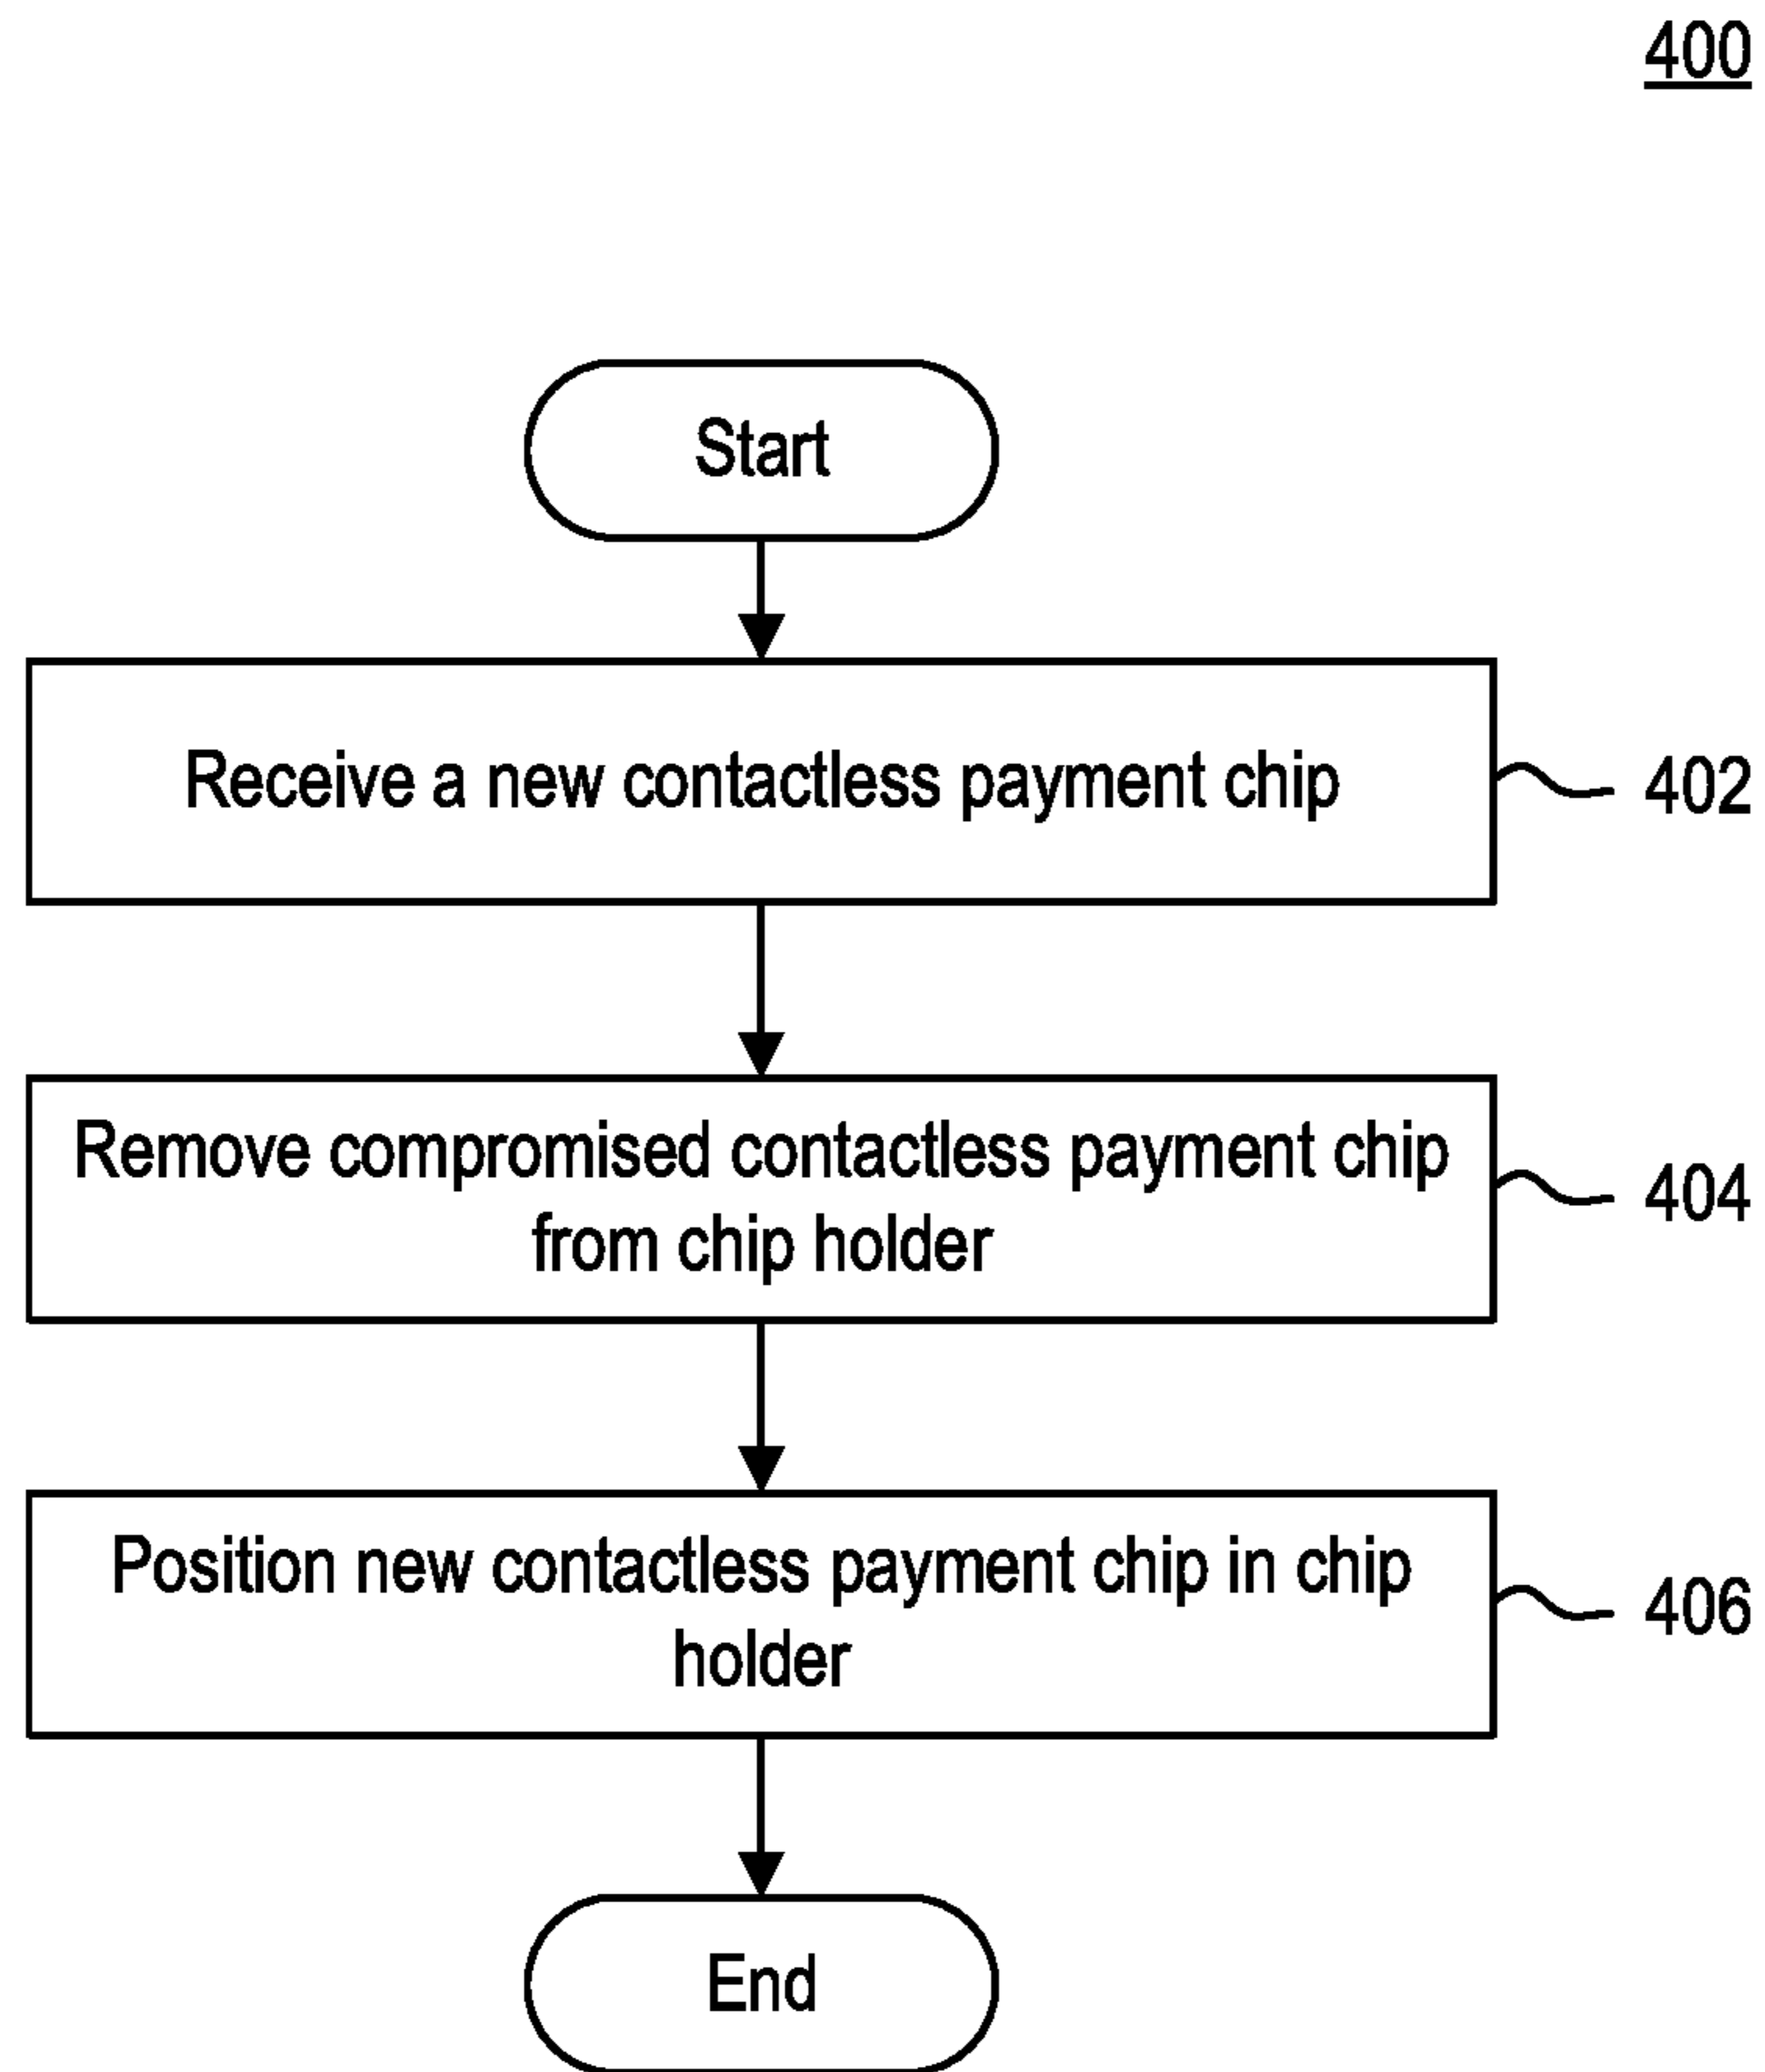 400
Start
Receive a new contactless payment chip
402
Remove compromised contactless payment chip
from chip holder
404
Position new contactless payment chip in chip
holder
406
End